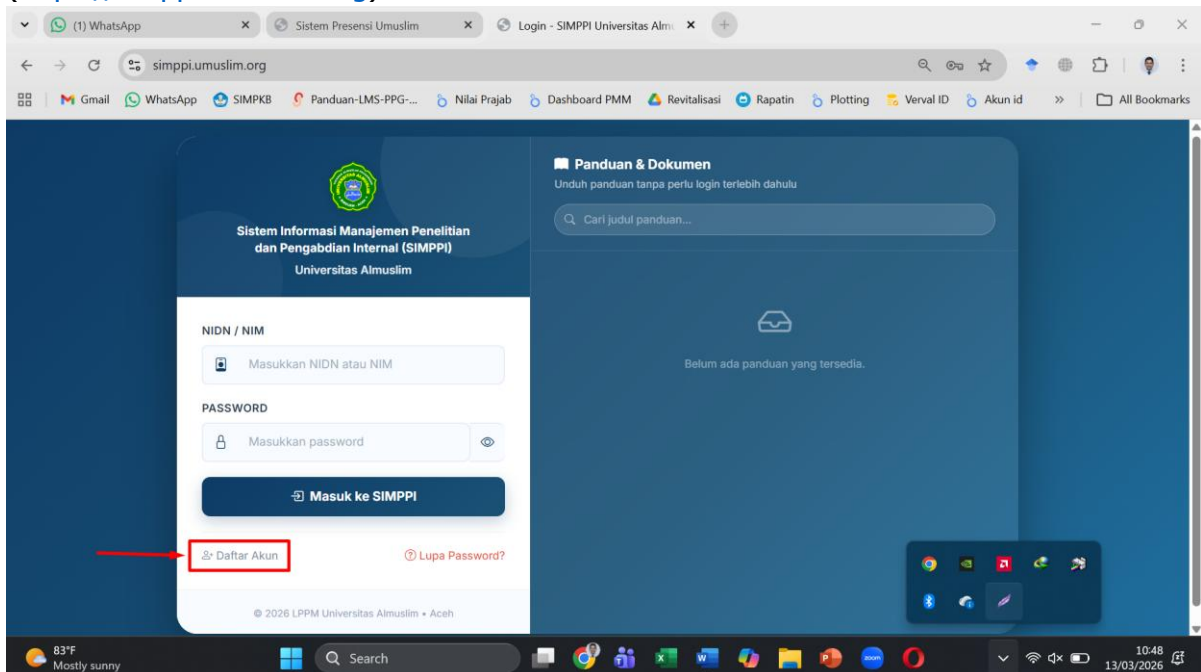 (1) WhatsApp
Sistem Presensi Umuslim
Login - SIMPPI Universitas Alm
simppi.umuslim.org
Gmail
WhatsApp
SIMPKB
Panduan-LMS-PPG-...
Nilai Prajab
Dashboard PMM
Revitalisasi
Rapatin
Plotting
Verval ID
Akun id
»
All Bookmarks
Sistem Informasi Manajemen Penelitian
dan Pengabdian Internal (SIMPPI)
Universitas Almuslim
NIDN / NIM
Masukkan NIDN atau NIM
PASSWORD
Masukkan password
Masuk ke SIMPPI
Daftar Akun
Lupa Password?
© 2026 LPPM Universitas Almuslim • Aceh
Panduan & Dokumen
Unduh panduan tanpa perlu login terlebih dahulu
Cari judul panduan...
Belum ada panduan yang tersedia.
83°F
Mostly sunny
Search
zoom
10:48
13/03/2026